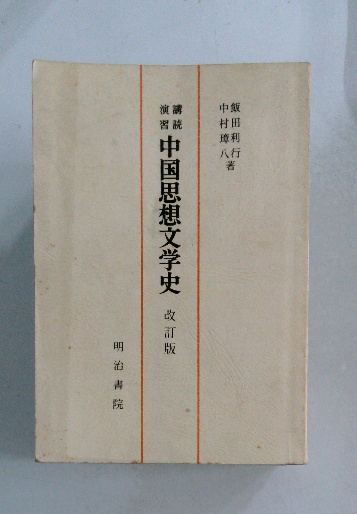 飯田利行
中村璋八著
講読
演習
中国思想文学史
改訂版
明治書院